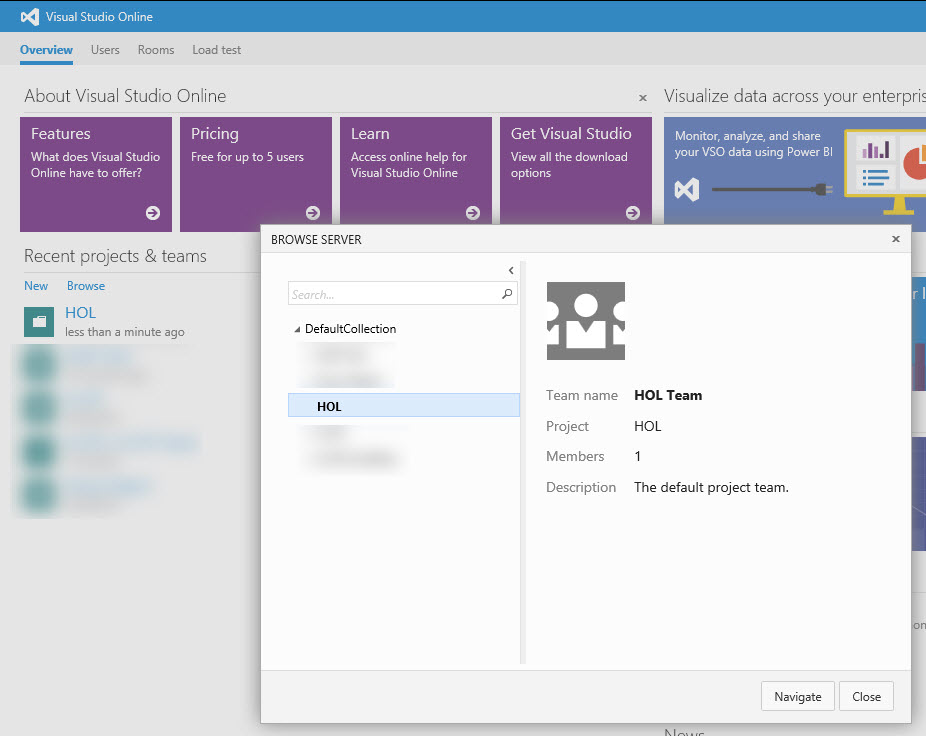 Visual Studio Online
Overview Users Rooms Load test
About Visual Studio Online
Features
What does Visual Studio
Online have to offer?
Pricing
Free for up to 5 users
Learn
Access online help for
Visual Studio Online
Get Visual Studio
View all the download
options
Visualize data across your
Monitor, analyze, and share
your VSO data using Power BI
Recent projects & teams
New Browse
HOL
less than a minute ago
BROWSE SERVER
Search...
DefaultCollection
HOL
Team name HOL Team
Project HOL
Members 1
Description The default project team.
Navigate Close
News